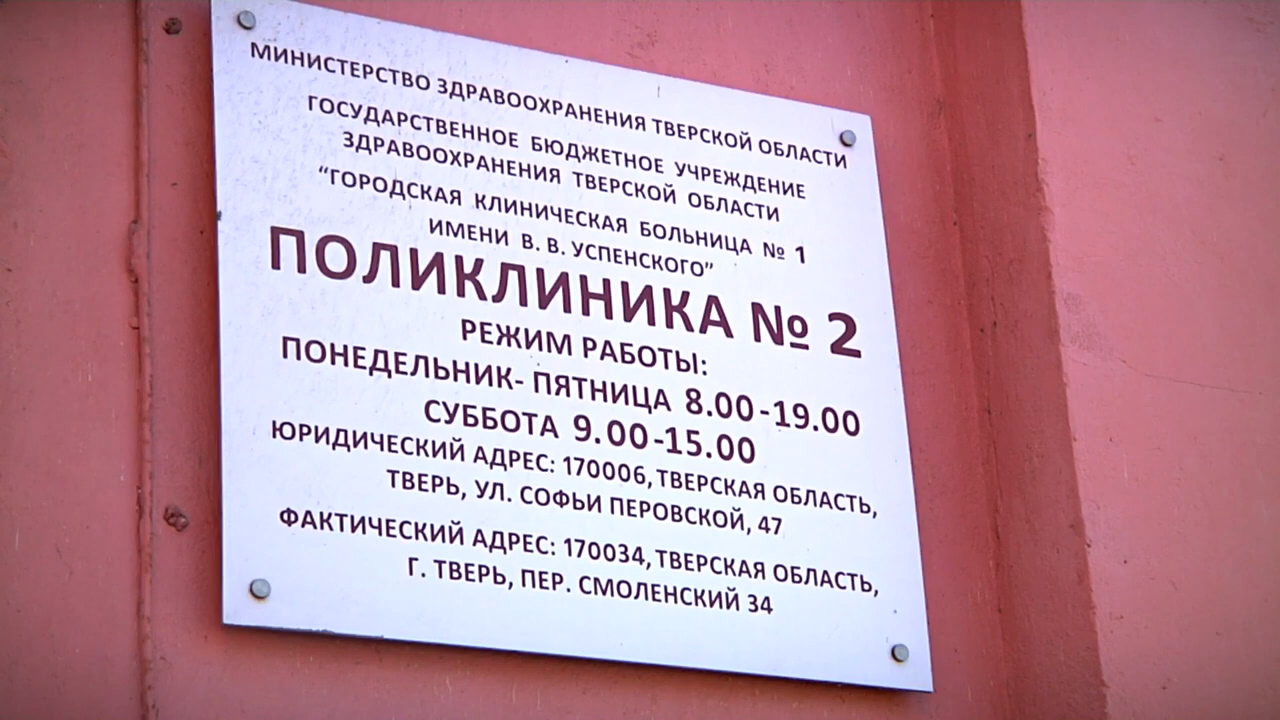 МИНИСТЕРСТВО ЗДРАВООХРАНЕНИЯ ТВЕРСКОЙ ОБЛАСТИ
ГОСУДАРСТВЕННОЕ БЮДЖЕТНОЕ УЧРЕЖДЕНИЕ
ЗДРАВООХРАНЕНИЯ ТВЕРСКОЙ ОБЛАСТИ
“ГОРОДСКАЯ КЛИНИЧЕСКАЯ БОЛЬНИЦА № 1
ИМЕНИ В. В. УСПЕНСКОГО”
ПОЛИКЛИНИКА № 2
РЕЖИМ РАБОТЫ:
ПОНЕДЕЛЬНИК- ПЯТНИЦА 8.00-19.00
СУББОТА 9.00-15.00
ЮРИДИЧЕСКИЙ АДРЕС: 170006, ТВЕРСКАЯ ОБЛАСТЬ,
ТВЕРЬ, УЛ. СОФЬИ ПЕРОВСКОЙ, 47
ФАКТИЧЕСКИЙ АДРЕС: 170034, ТВЕРСКАЯ ОБЛАСТЬ,
Г. ТВЕРЬ, ПЕР. СМОЛЕНСКИЙ 34